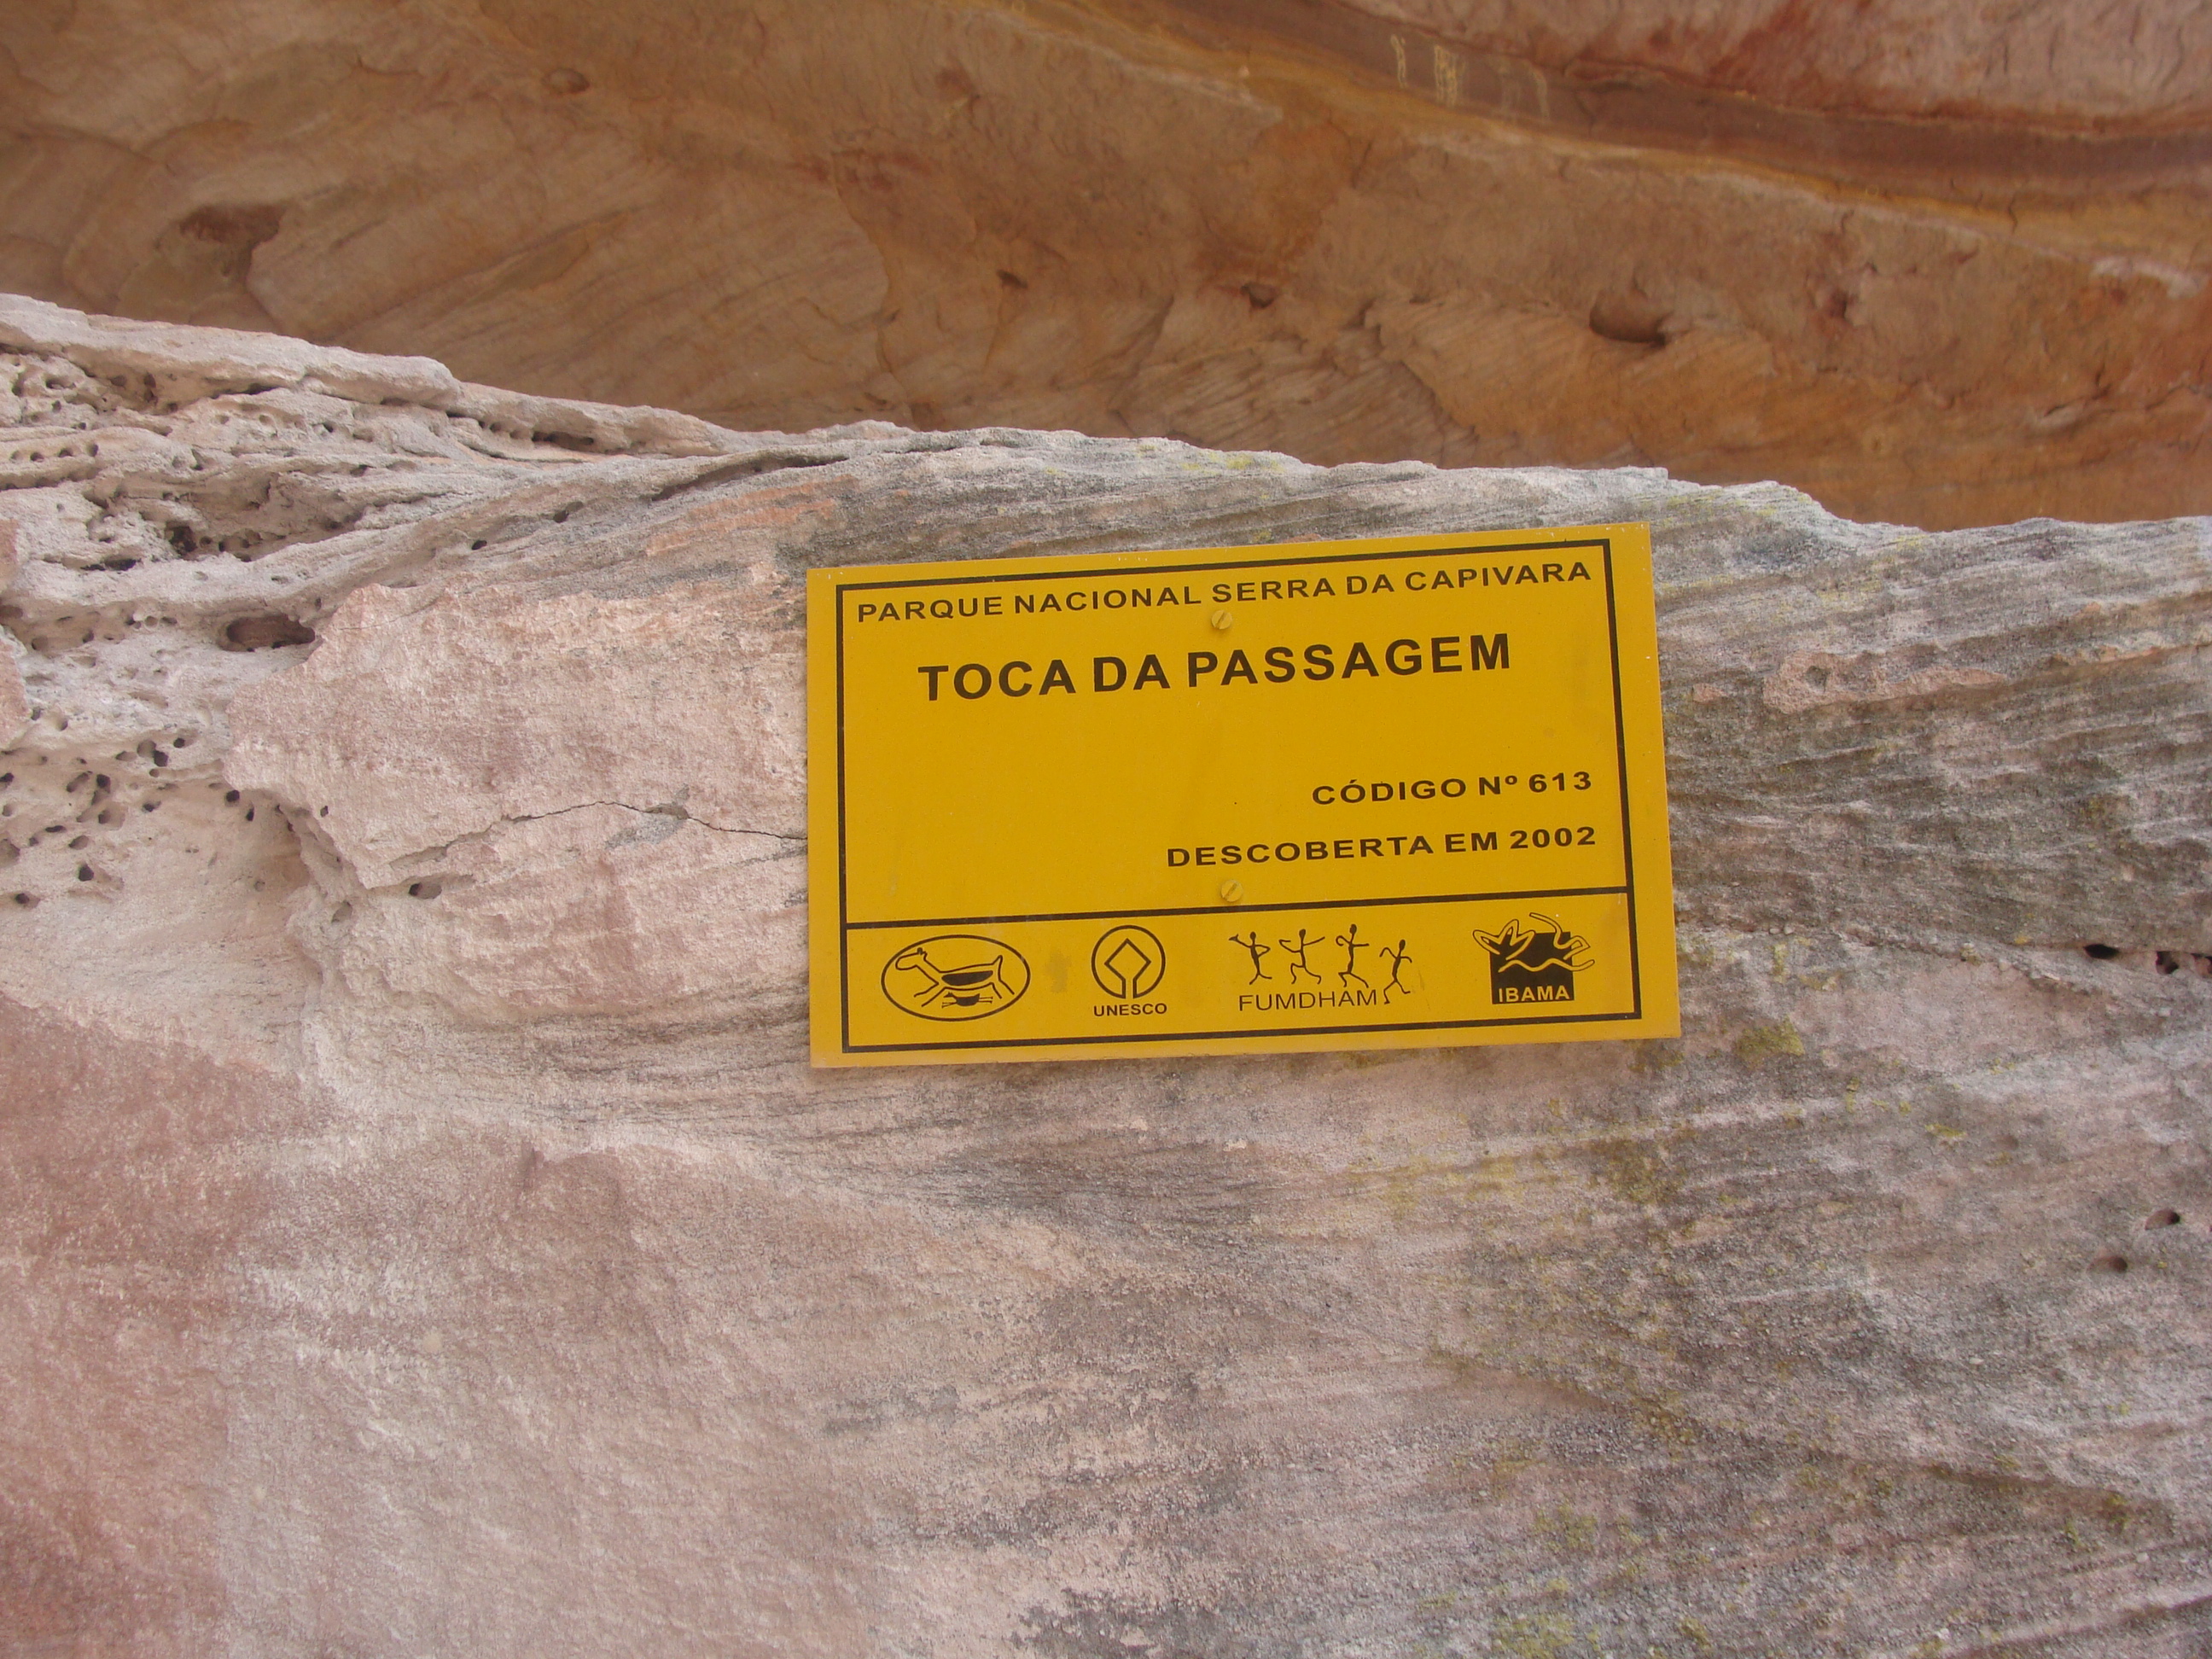 PARQUE NACIONAL SERRA DA CAPIVARA
TOCA DA PASSAGEM
CÓDIGO Nº 613
DESCOBERTA EM 2002
UNESCO
FUMDHAM
IBAMA